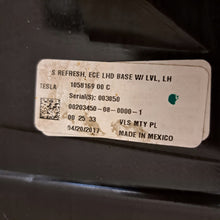 S REFRESH, ECE LHD BASE W/ LVL, LH
TESLA 1058169 00 C
Serial(S): 003050
00203450-08-0000-1
00 25 33 VLS MTY PL
04/20/2017 MADE IN MEXICO